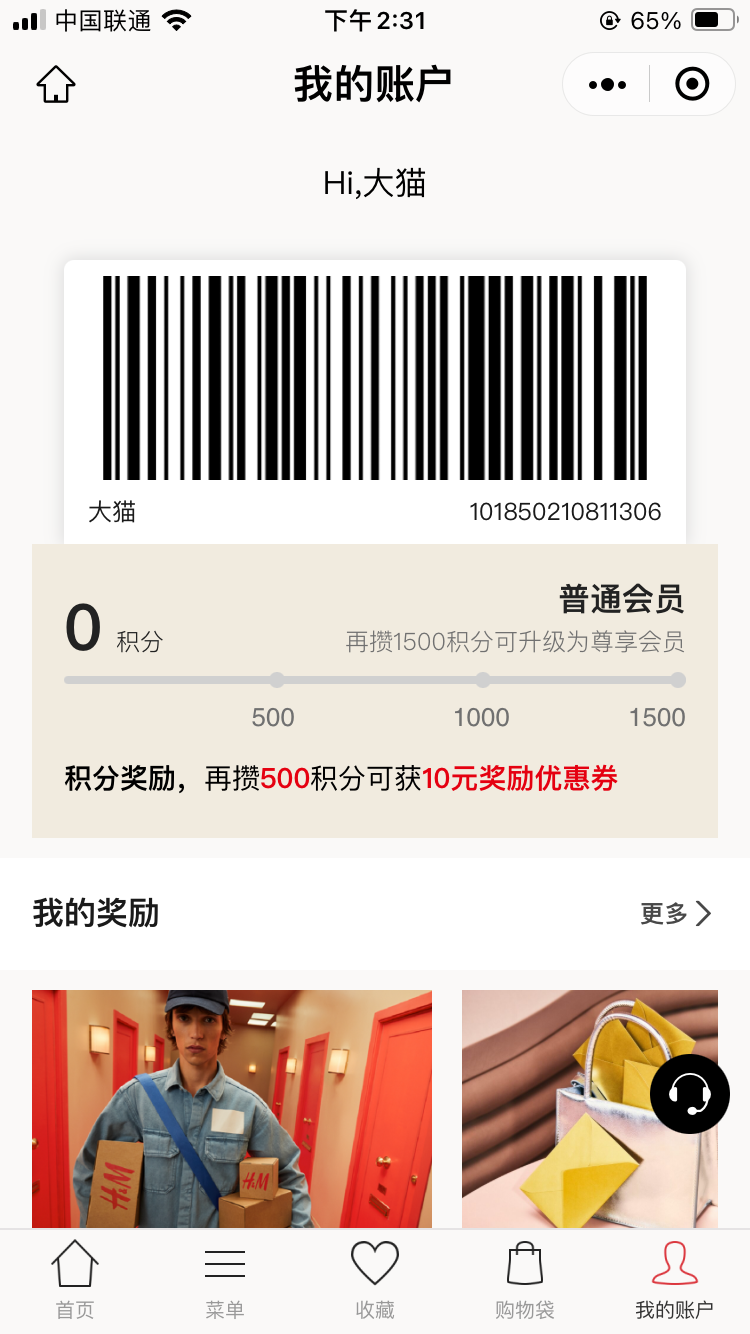 中国联通 下午2:31 65%
我的账户
Hi,大猫
大猫 101850210811306
普通会员
0 积分 再攒1500积分可升级为尊享会员
500 1000 1500
积分奖励，再攒500积分可获10元奖励优惠券
我的奖励 更多
H&M H&M
首页 菜单 收藏 购物袋 我的账户